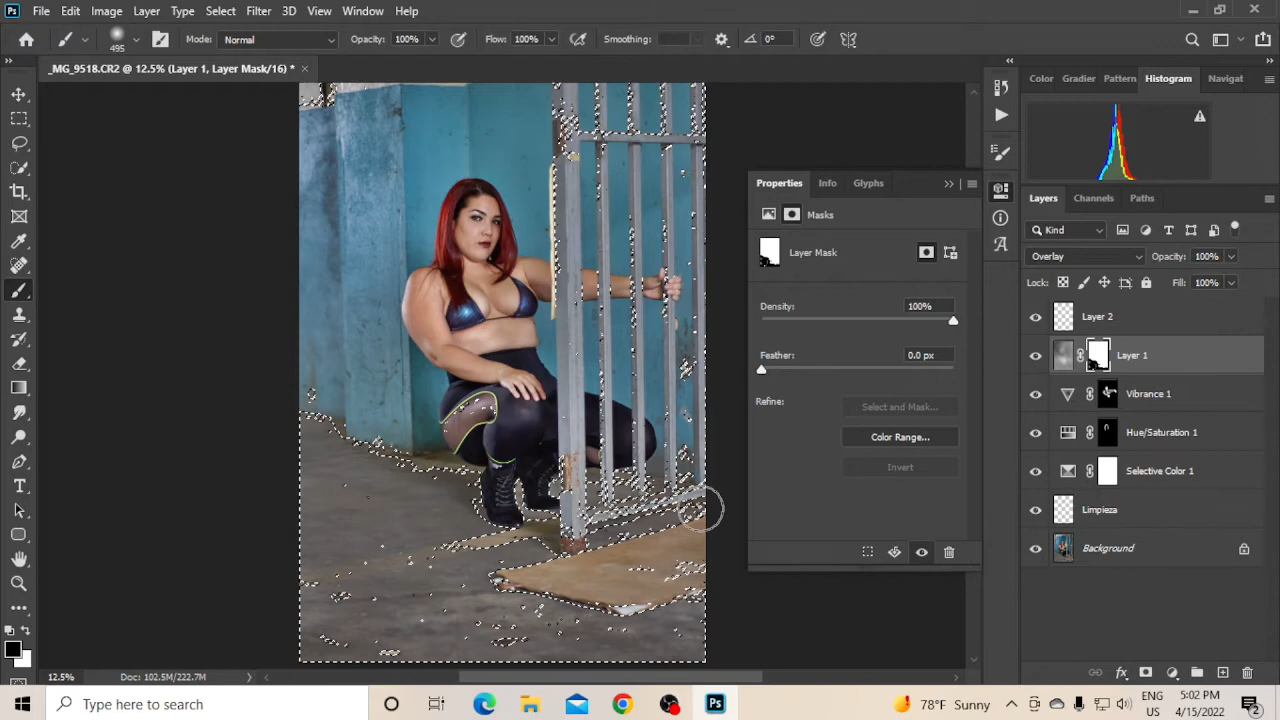 Ps File Edit Image Layer Type Select Filter 3D View Window Help
495 Mode: Normal Opacity: 100% Flow: 100% Smoothing: 0°
_MG_9518.CR2 @ 12.5% (Layer 1, Layer Mask/16) * ×
Color Gradier Pattern Histogram Navigat
Properties Info Glyphs
Masks
Layer Mask
Density: 100%
Feather: 0.0 px
Refine: Select and Mask...
Color Range...
Invert
Layers Channels Paths
Kind
Overlay Opacity: 100%
Lock: Fill: 100%
Layer 2
Layer 1
Vibrance 1
Hue/Saturation 1
Selective Color 1
Limpieza
Background
12.5% Doc: 102.5M/222.7M
Type here to search
Ps
78°F Sunny
ENG
US
5:02 PM
4/15/2022
2